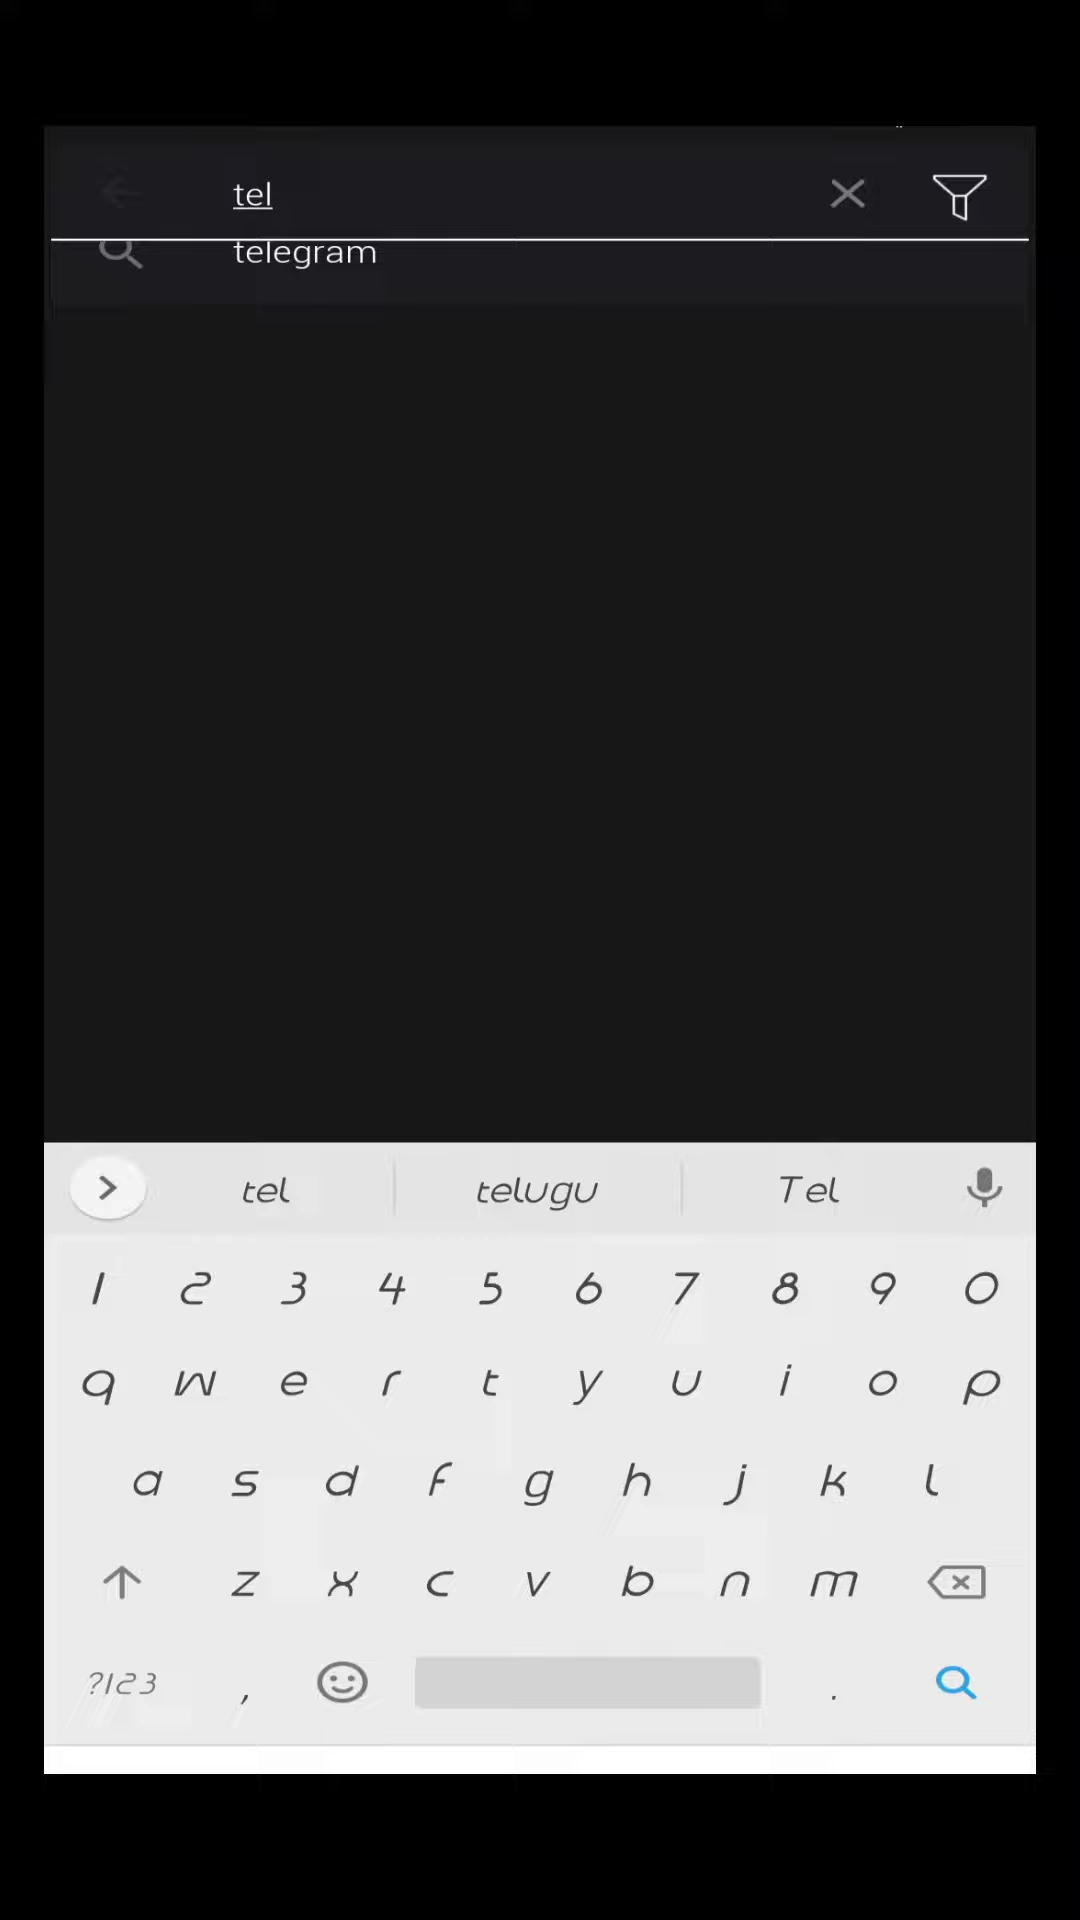 tel
telegram
tel telugu Tel
1 2 3 4 5 6 7 8 9 0
q w e r t y u i o p
a s d f g h j k l
z x c v b n m
?123 , .